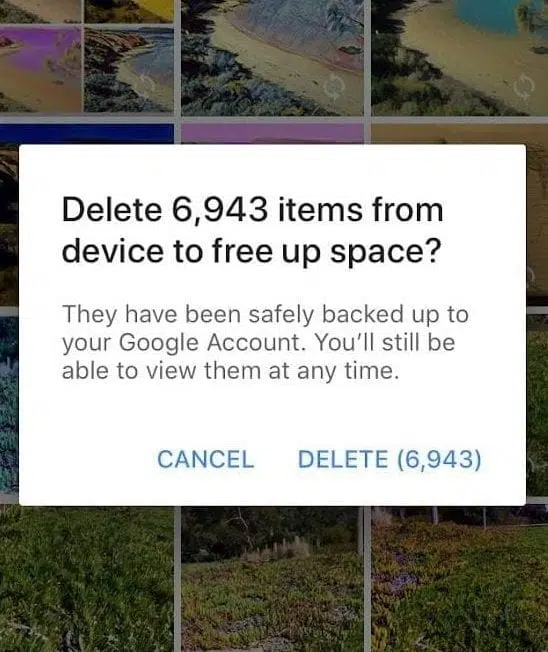 Delete 6,943 items from
device to free up space?
They have been safely backed up to
your Google Account. You’ll still be
able to view them at any time.
CANCEL DELETE (6,943)